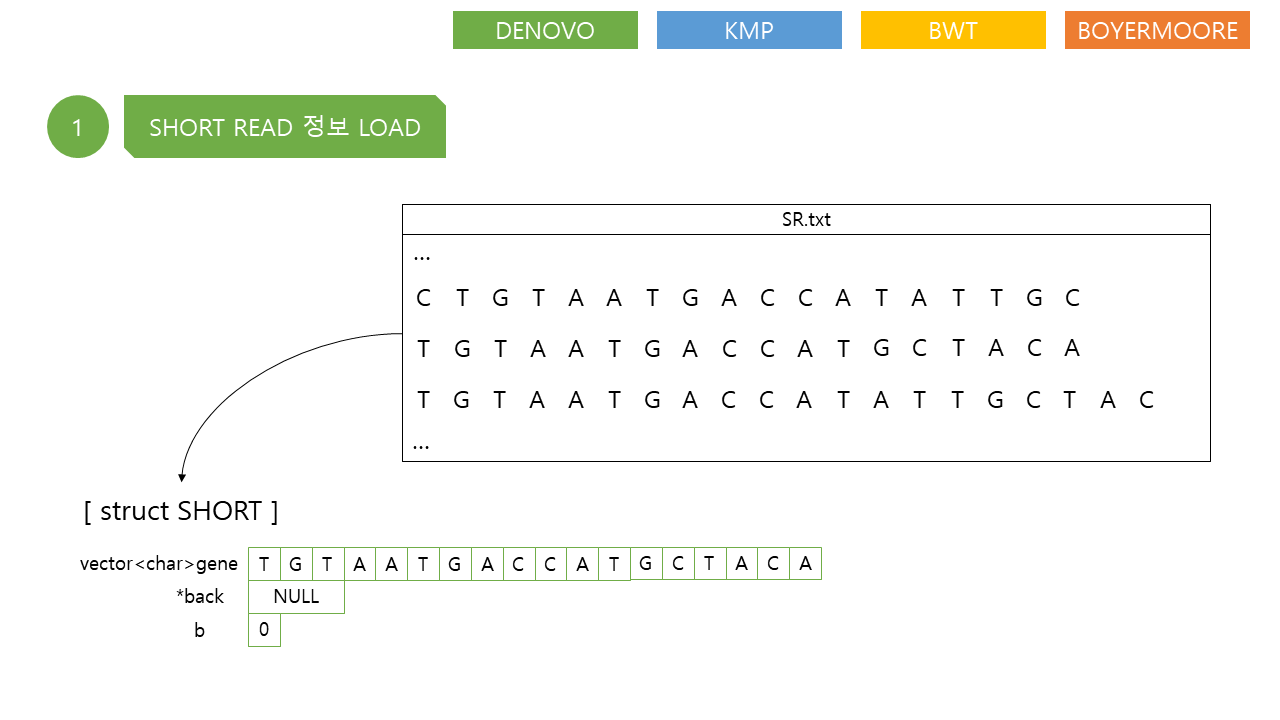 DENOVO KMP BWT BOYERMOORE
1 SHORT READ 정보 LOAD
SR.txt
...
C T G T A A T G A C C A T A T T G C
T G T A A T G A C C A T G C T A C A
T G T A A T G A C C A T A T T G C T A C
...
[ struct SHORT ]
vector<char>gene T G T A A T G A C C A T G C T A C A
*back NULL
b 0